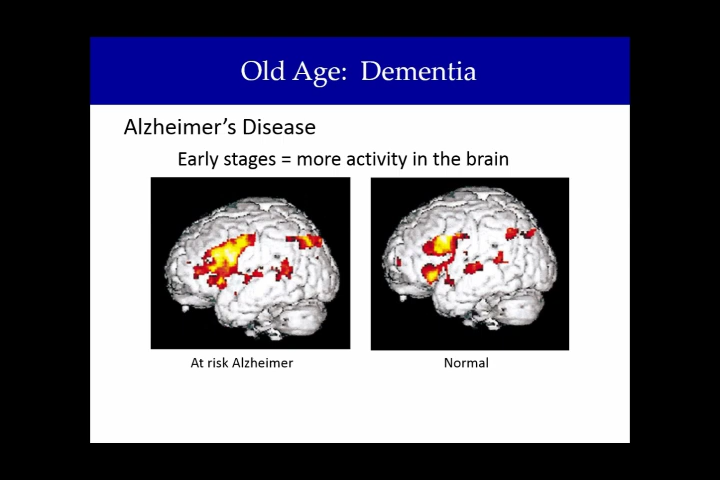 Old Age: Dementia
Alzheimer's Disease
Early stages = more activity in the brain
At risk Alzheimer
Normal